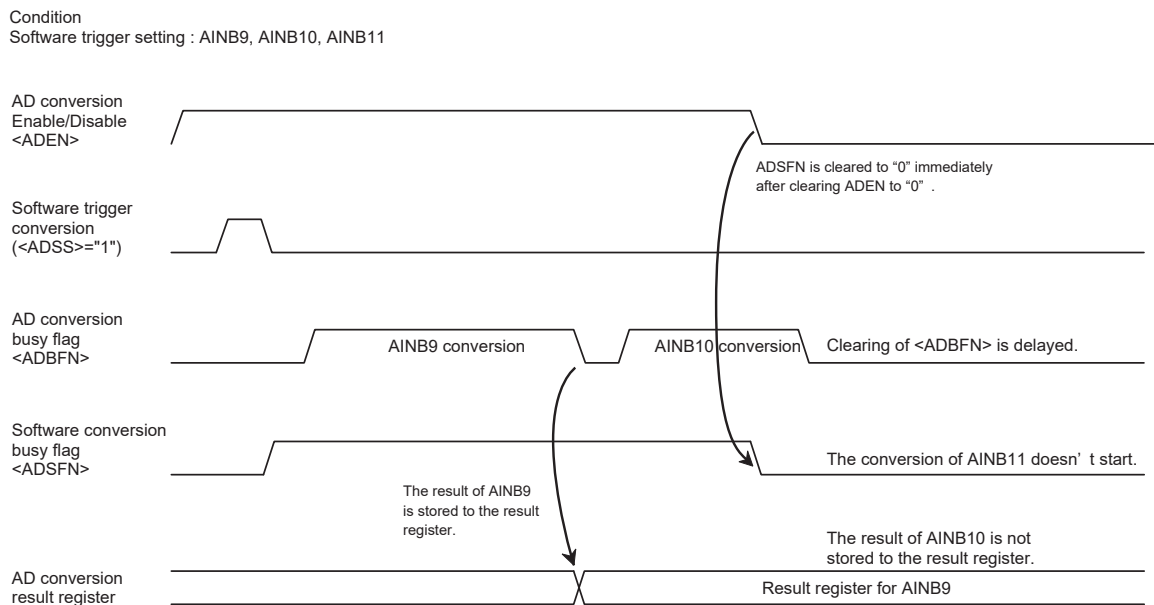 Condition
Software trigger setting : AINB9, AINB10, AINB11
AD conversion
Enable/Disable
<ADEN>
ADSFN is cleared to “0” immediately
after clearing ADEN to “0” .
Software trigger
conversion
(<ADSS>="1")
AD conversion
busy flag
<ADBFN>
AINB9 conversion
AINB10 conversion
Clearing of <ADBFN> is delayed.
Software conversion
busy flag
<ADSFN>
The conversion of AINB11 doesn’ t start.
The result of AINB9
is stored to the result
register.
The result of AINB10 is not
stored to the result register.
AD conversion
result register
Result register for AINB9